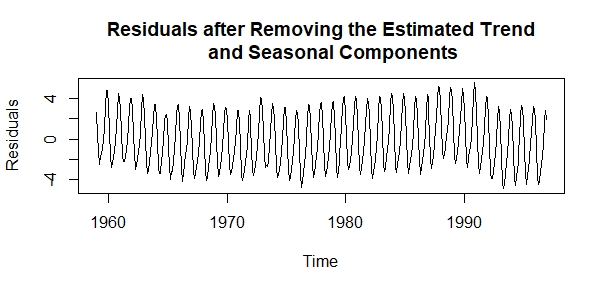 Residuals after Removing the Estimated Trend
and Seasonal Components
Residuals
4
0
-4
1960 1970 1980 1990
Time